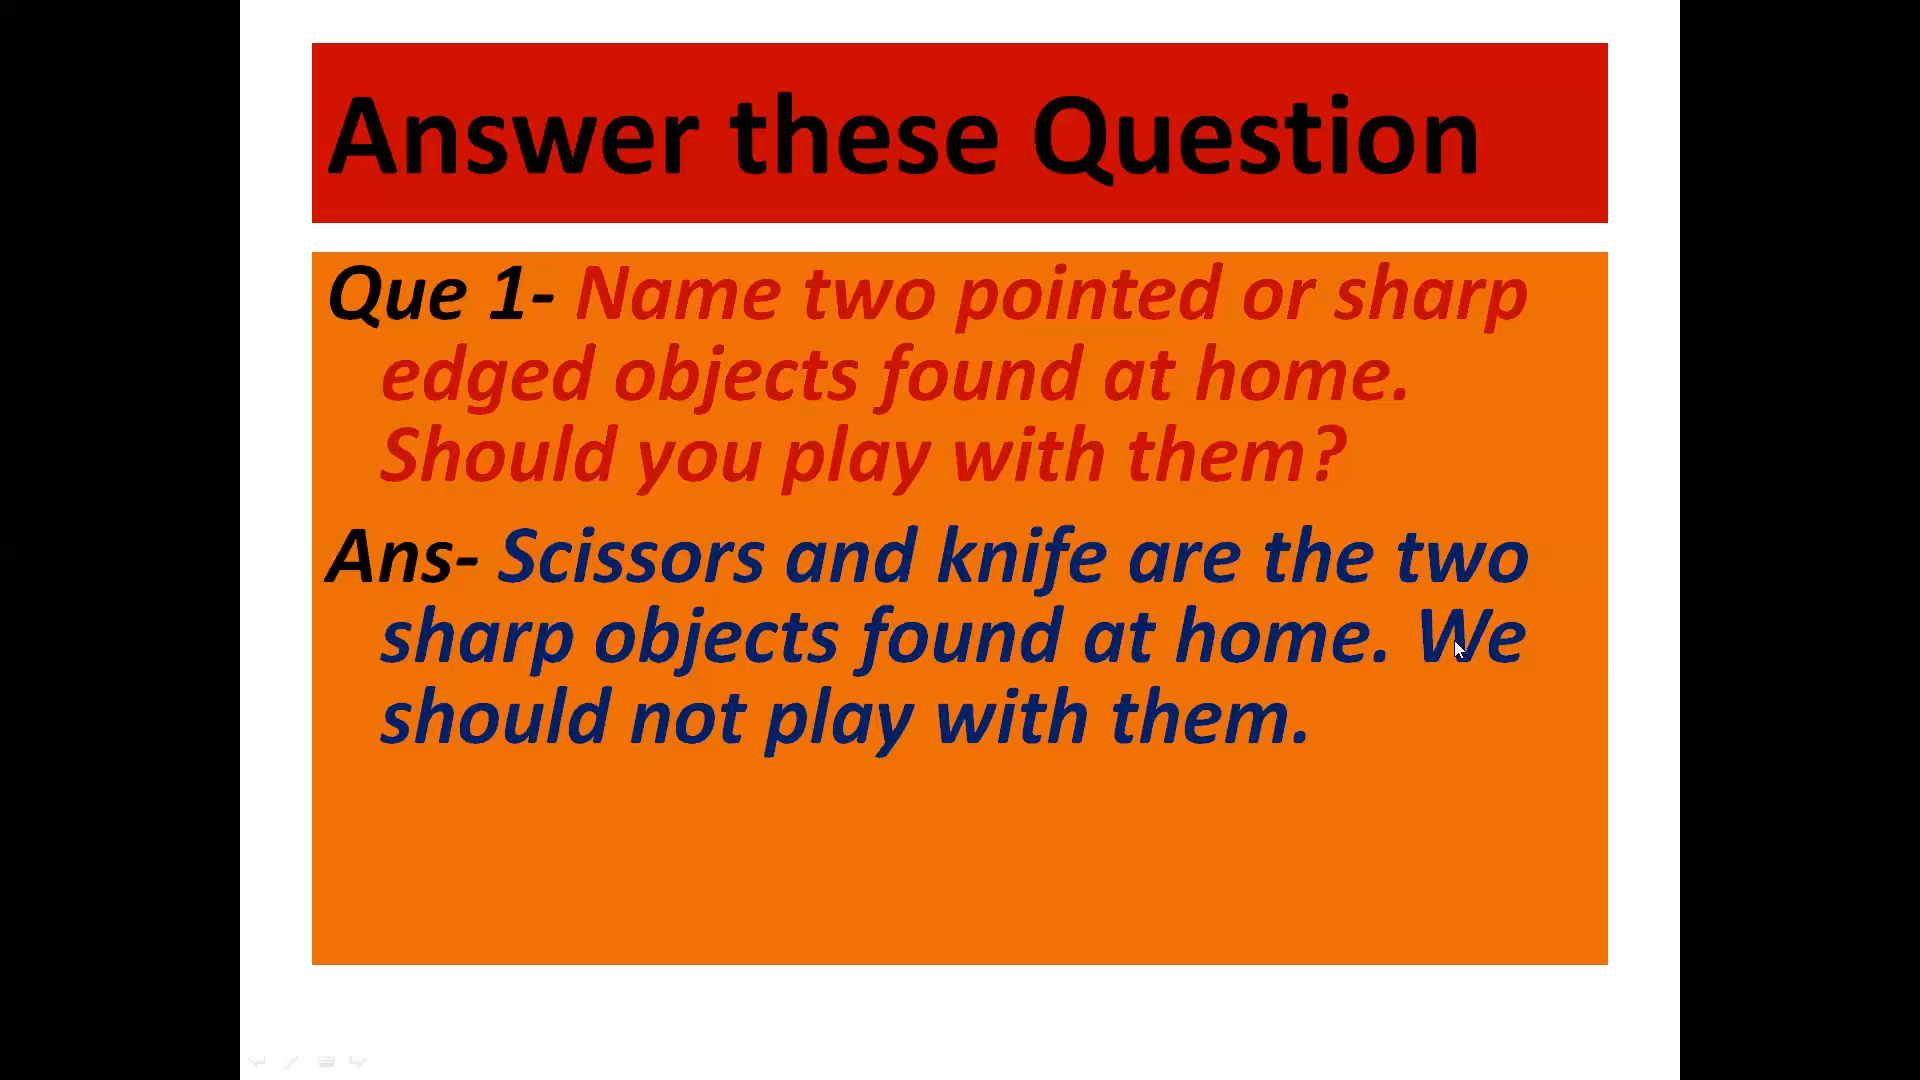 Answer these Question
Que 1- Name two pointed or sharp
edged objects found at home.
Should you play with them?
Ans- Scissors and knife are the two
sharp objects found at home. We
should not play with them.